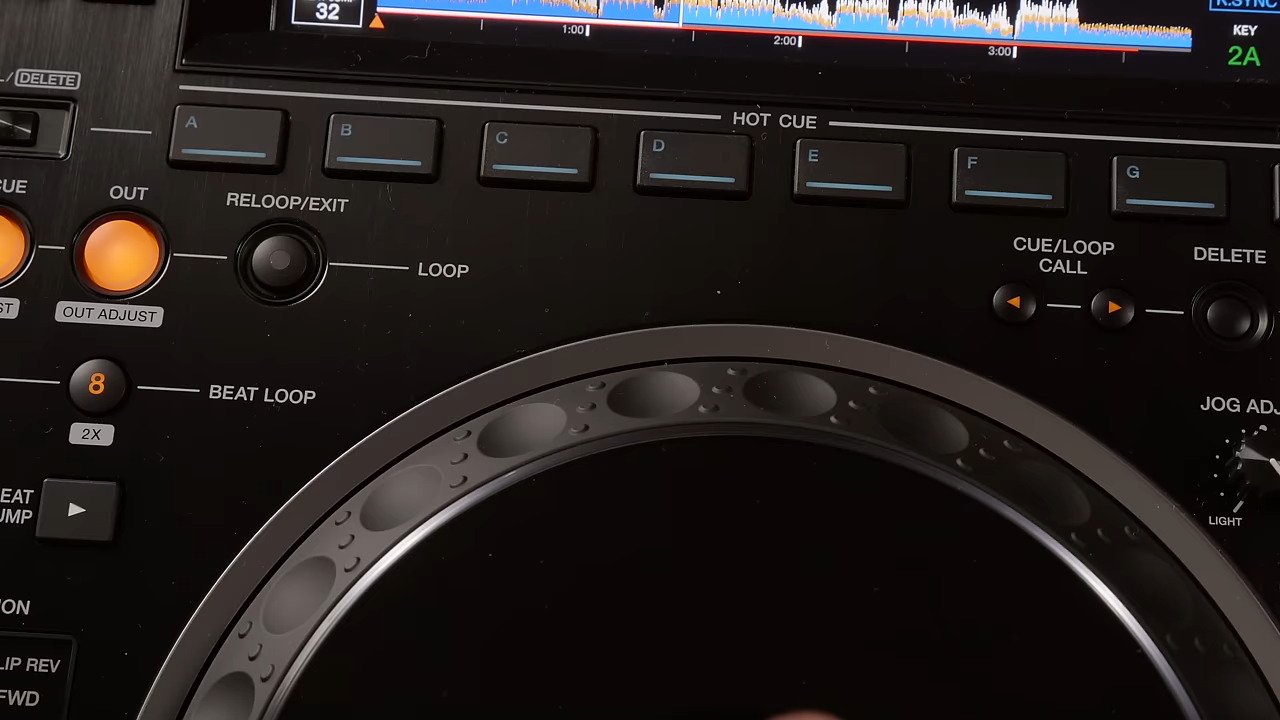 32
1:00
2:00
3:00
KEY
2A
/DELETE
HOT CUE
A
B
C
D
E
F
G
CUE
OUT
RELOOP/EXIT
LOOP
OUT ADJUST
CUE/LOOP
CALL
DELETE
8
BEAT LOOP
2X
JOG ADJ
LIGHT